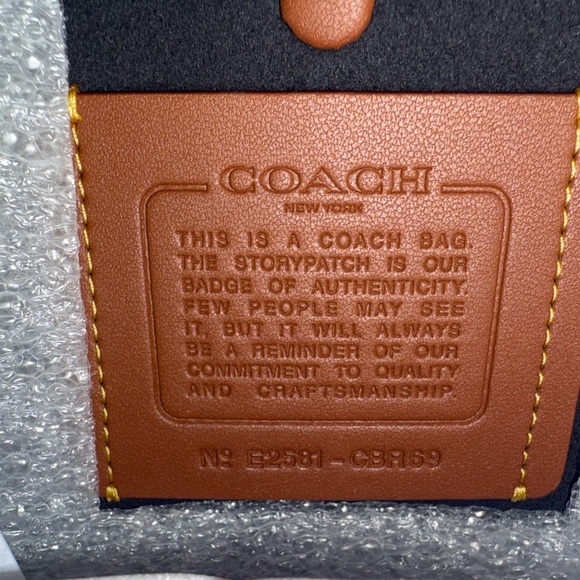 COACH
NEW YORK
THIS IS A COACH BAG.
THE STORYPATCH IS OUR
BADGE OF AUTHENTICITY.
FEW PEOPLE MAY SEE
IT, BUT IT WILL ALWAYS
BE A REMINDER OF OUR
COMMITMENT TO QUALITY
AND CRAFTSMANSHIP.
Nº E2581-CBR69